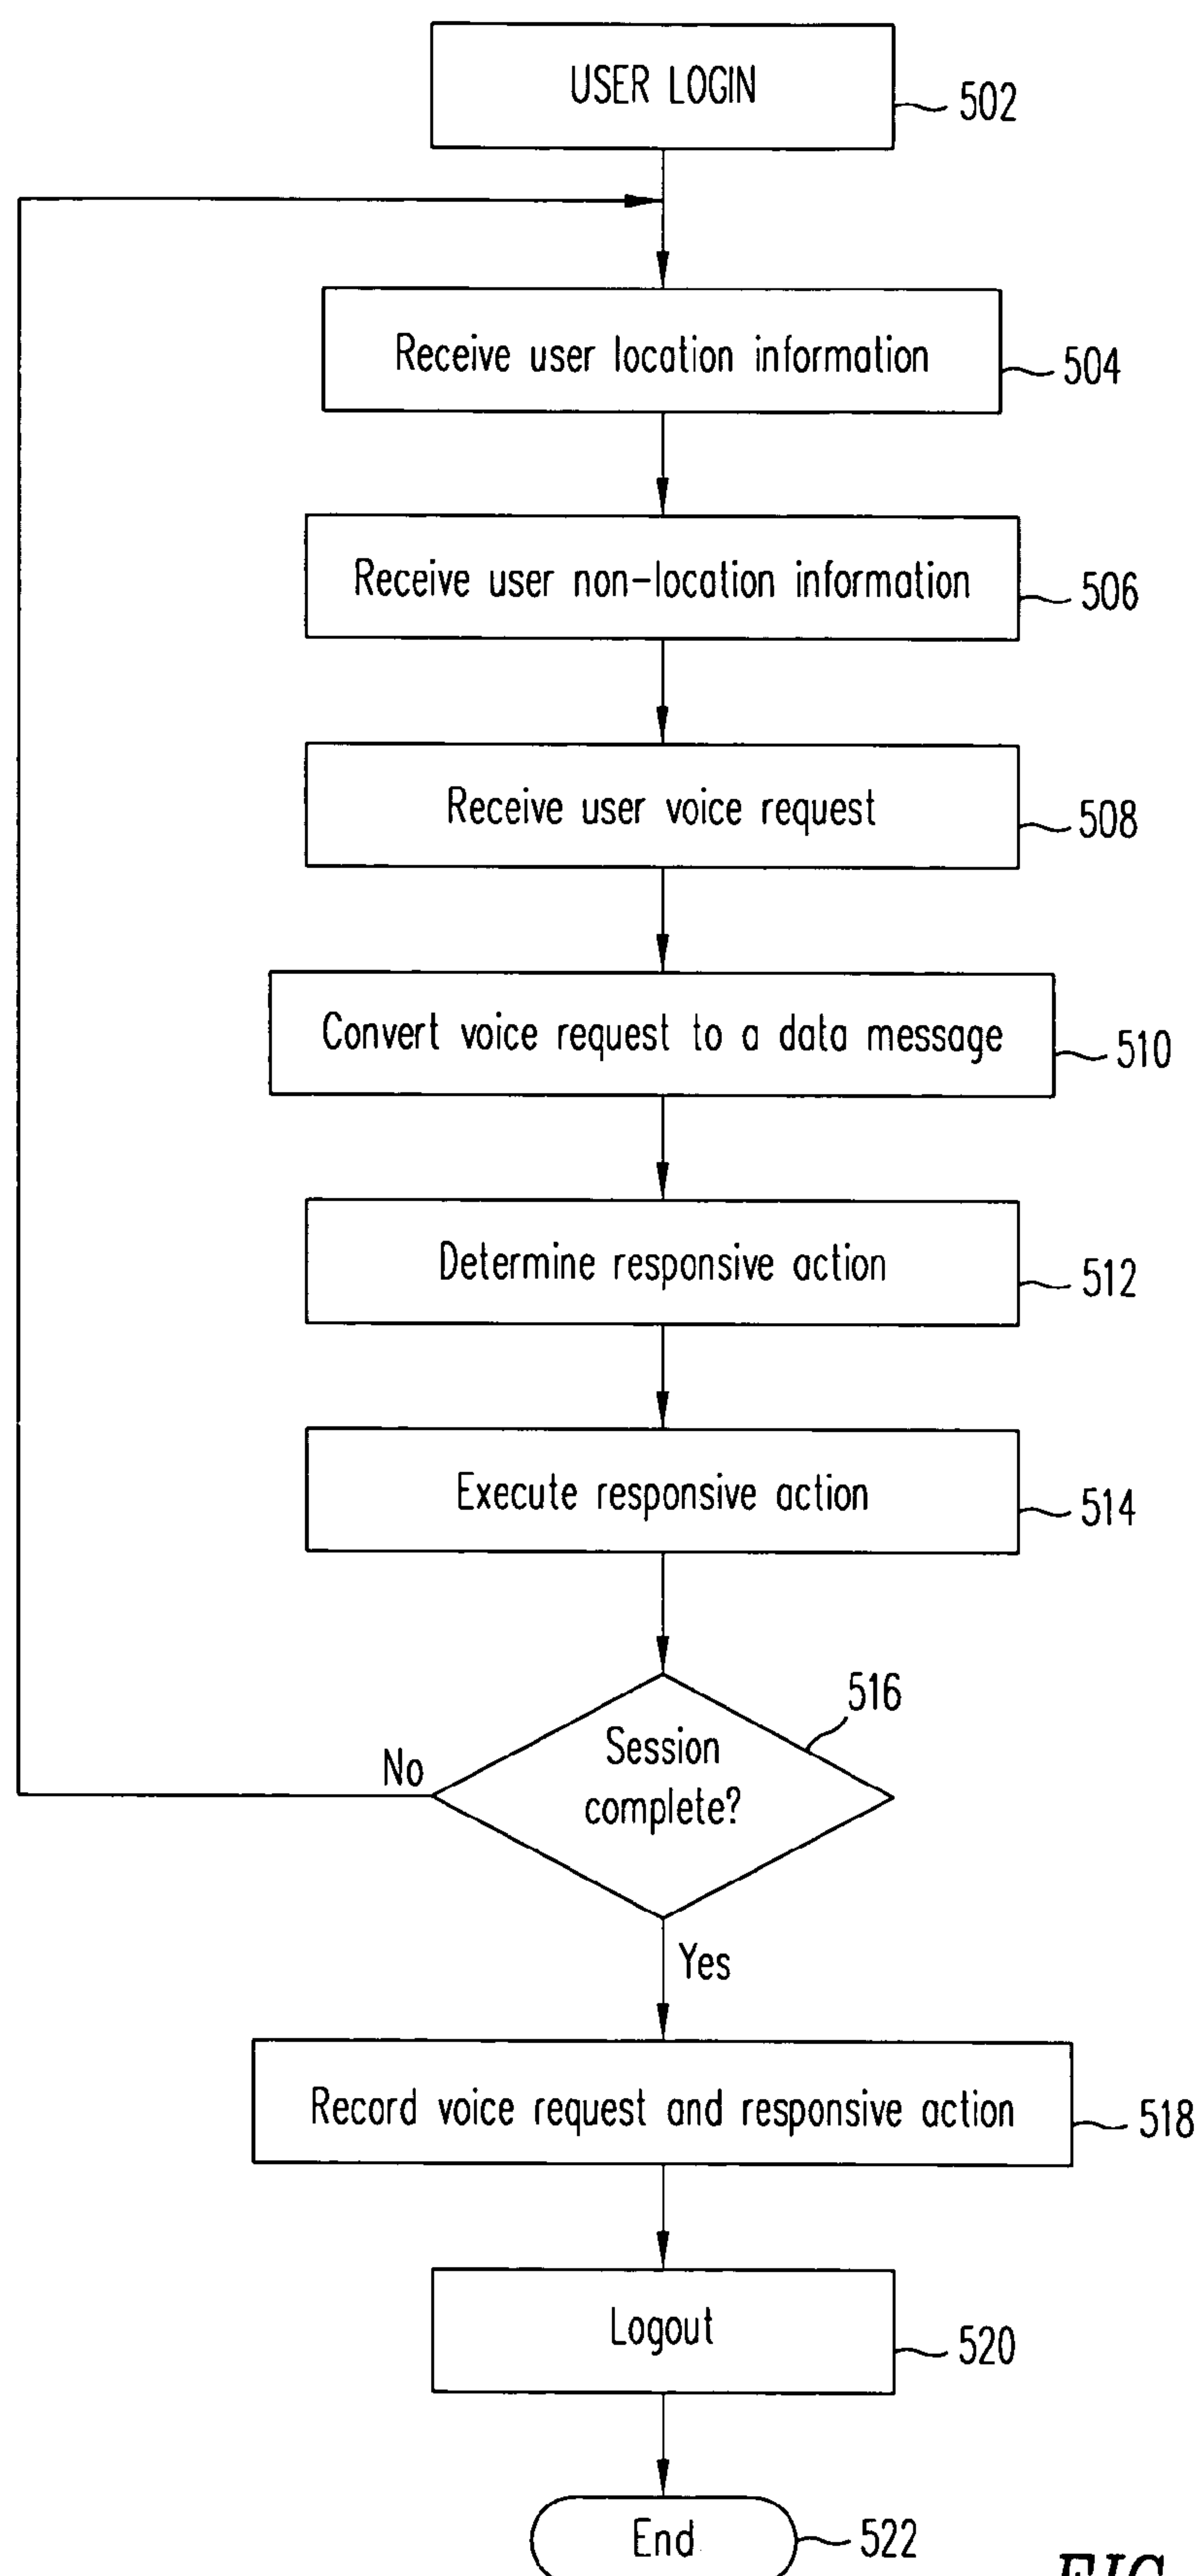 USER LOGIN
502
Receive user location information
504
Receive user non-location information
506
Receive user voice request
508
Convert voice request to a data message
510
Determine responsive action
512
Execute responsive action
514
516
Session
complete?
No
Yes
Record voice request and responsive action
518
Logout
520
End
522